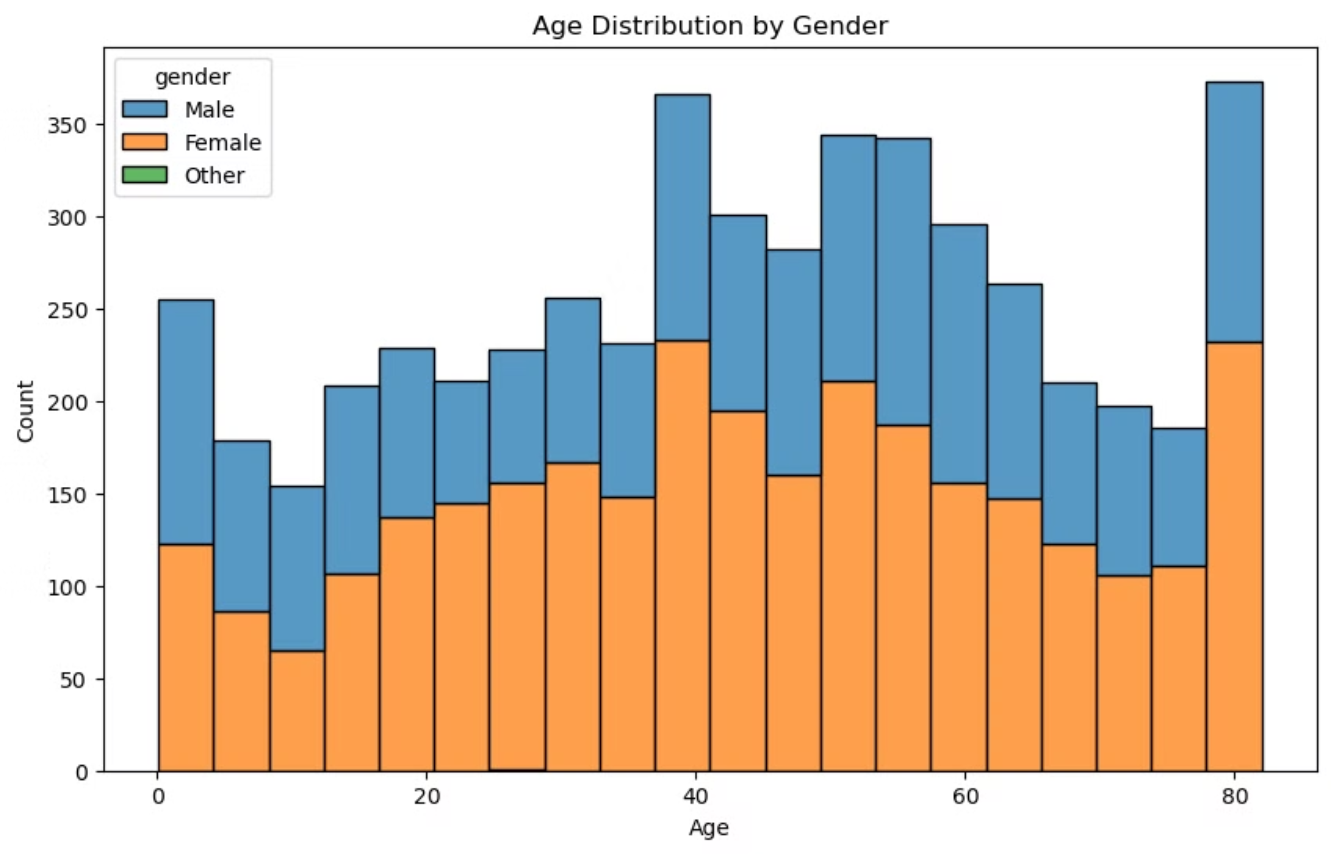 Age Distribution by Gender
gender
Male
Female
Other
350
300
250
200
150
100
50
0
Count
0 20 40 60 80
Age